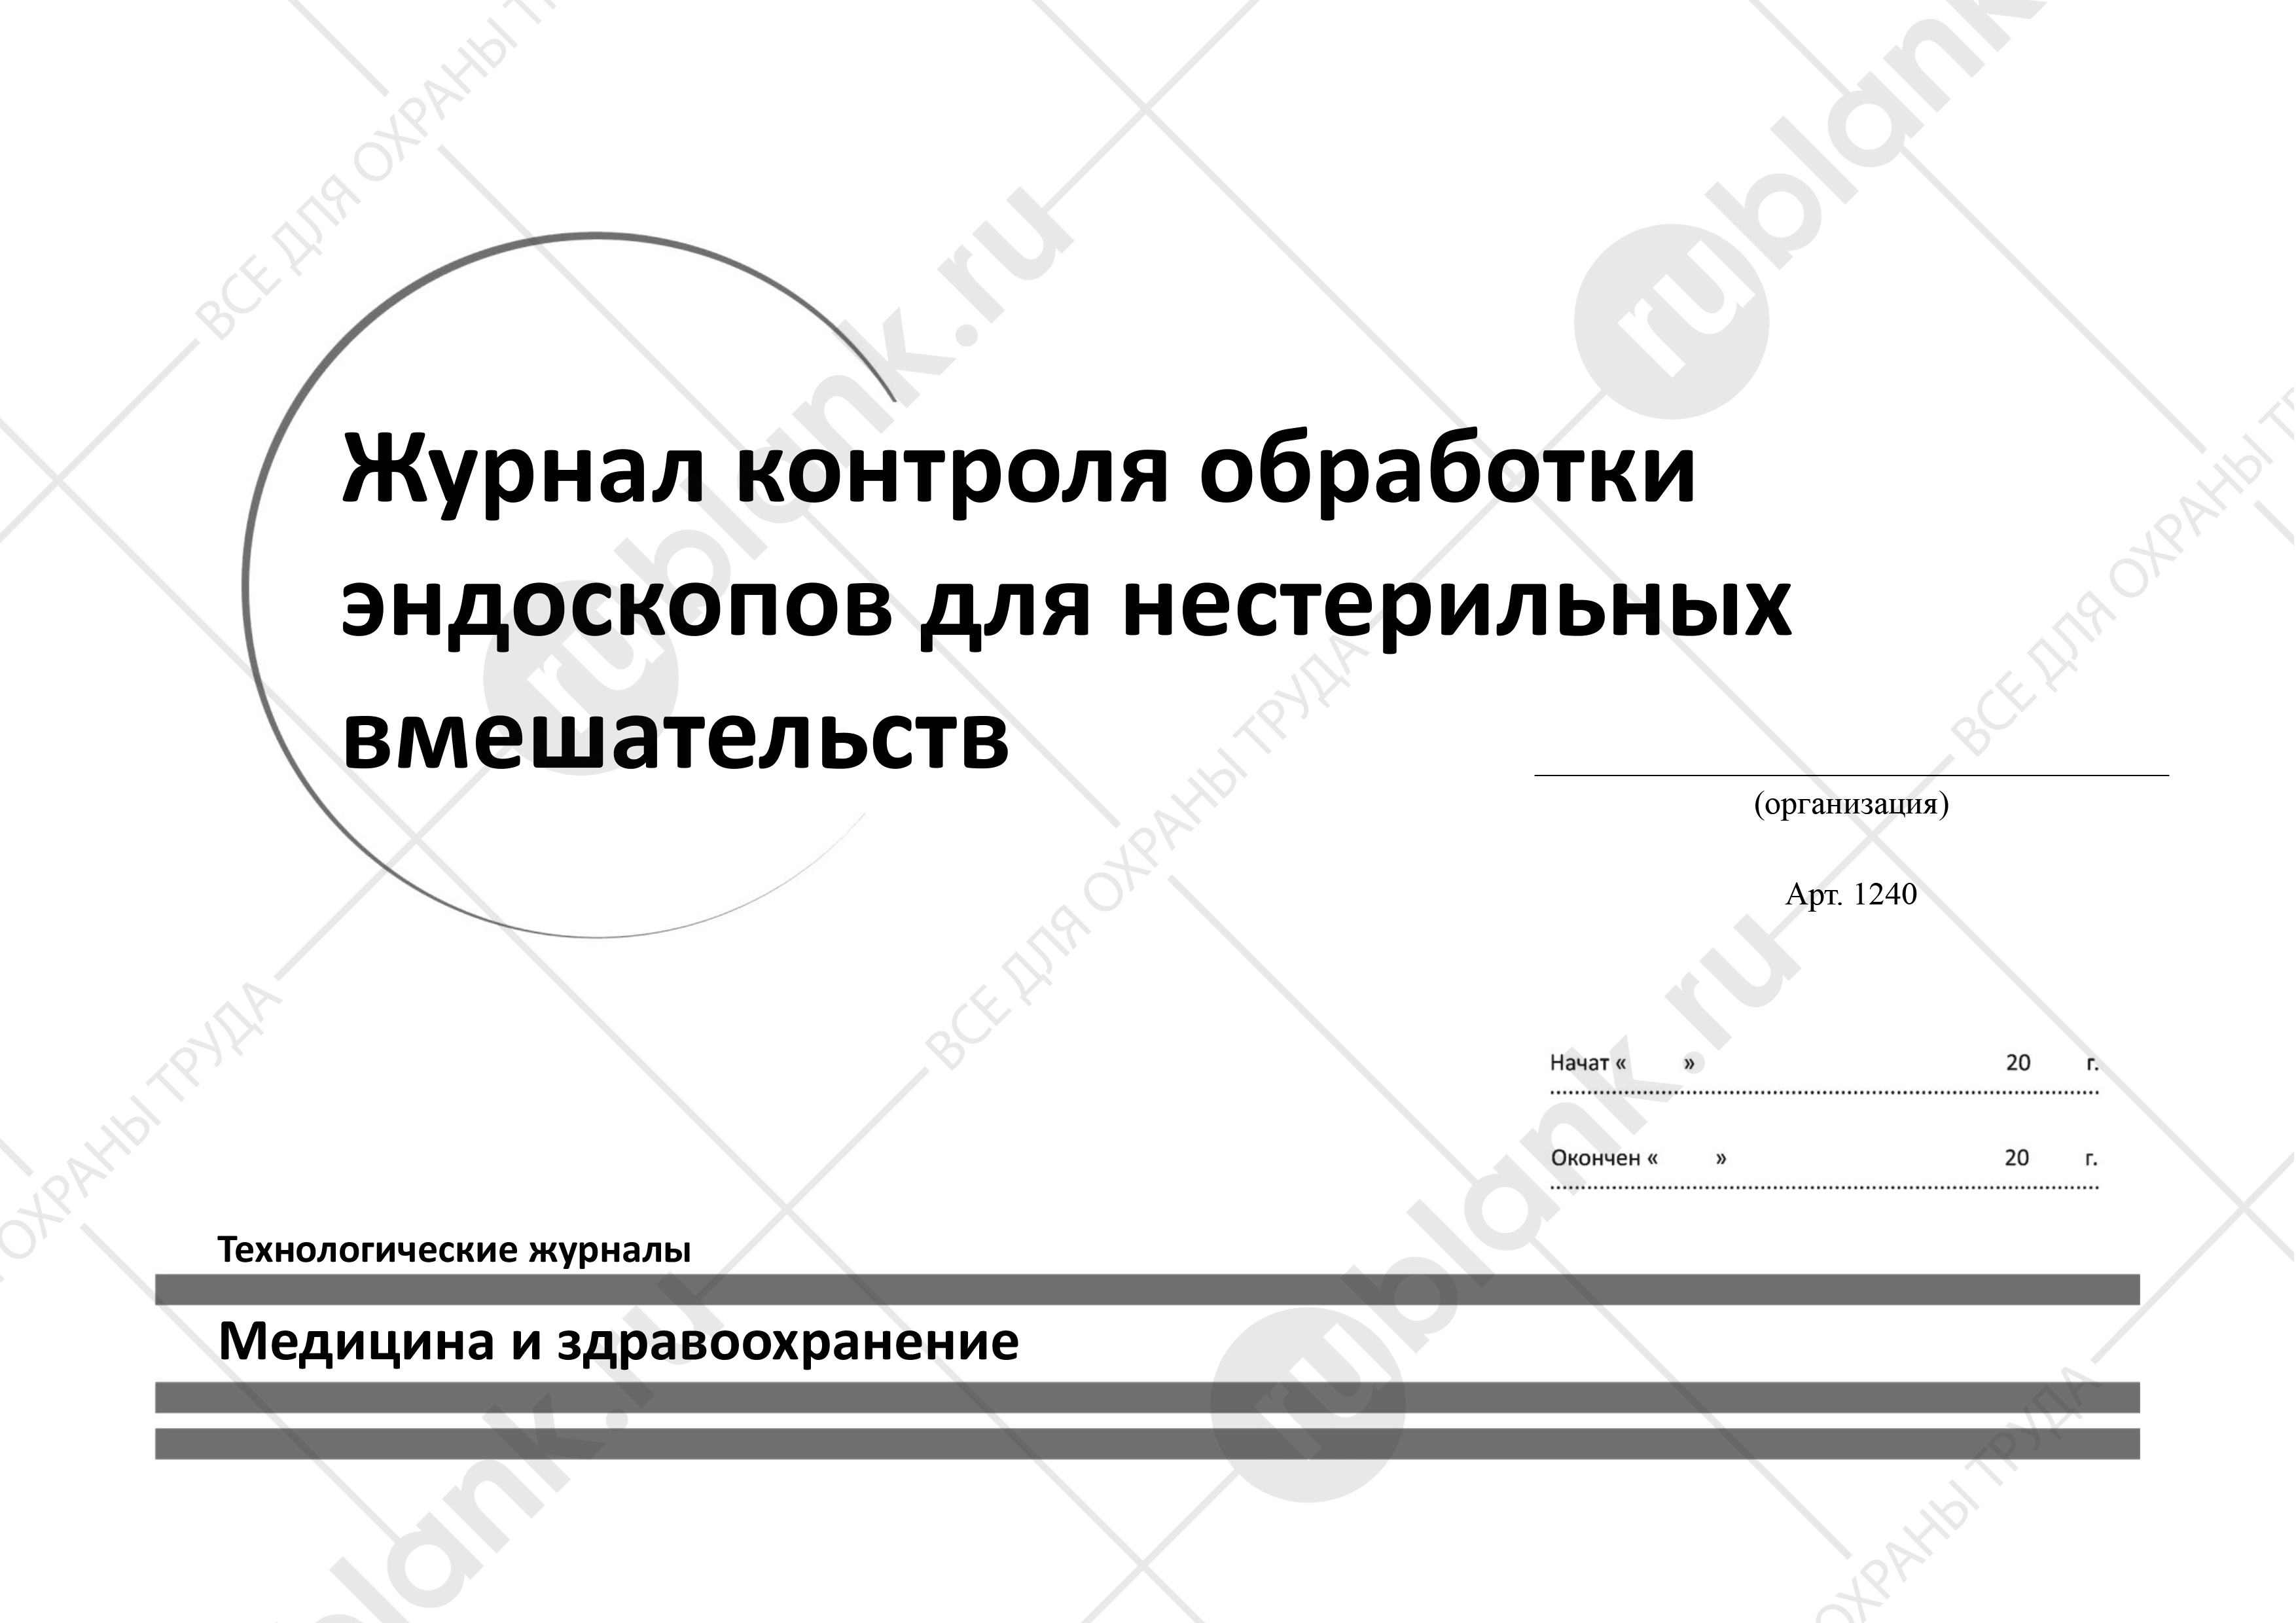 Журнал контроля обработки
эндоскопов для нестерильных
вмешательств
(организация)
Арт. 1240
Начат « » 20 г.
Окончен « » 20 г.
Технологические журналы
Медицина и здравоохранение
rublank.ru
ВСЕ ДЛЯ ОХРАНЫ ТРУДА